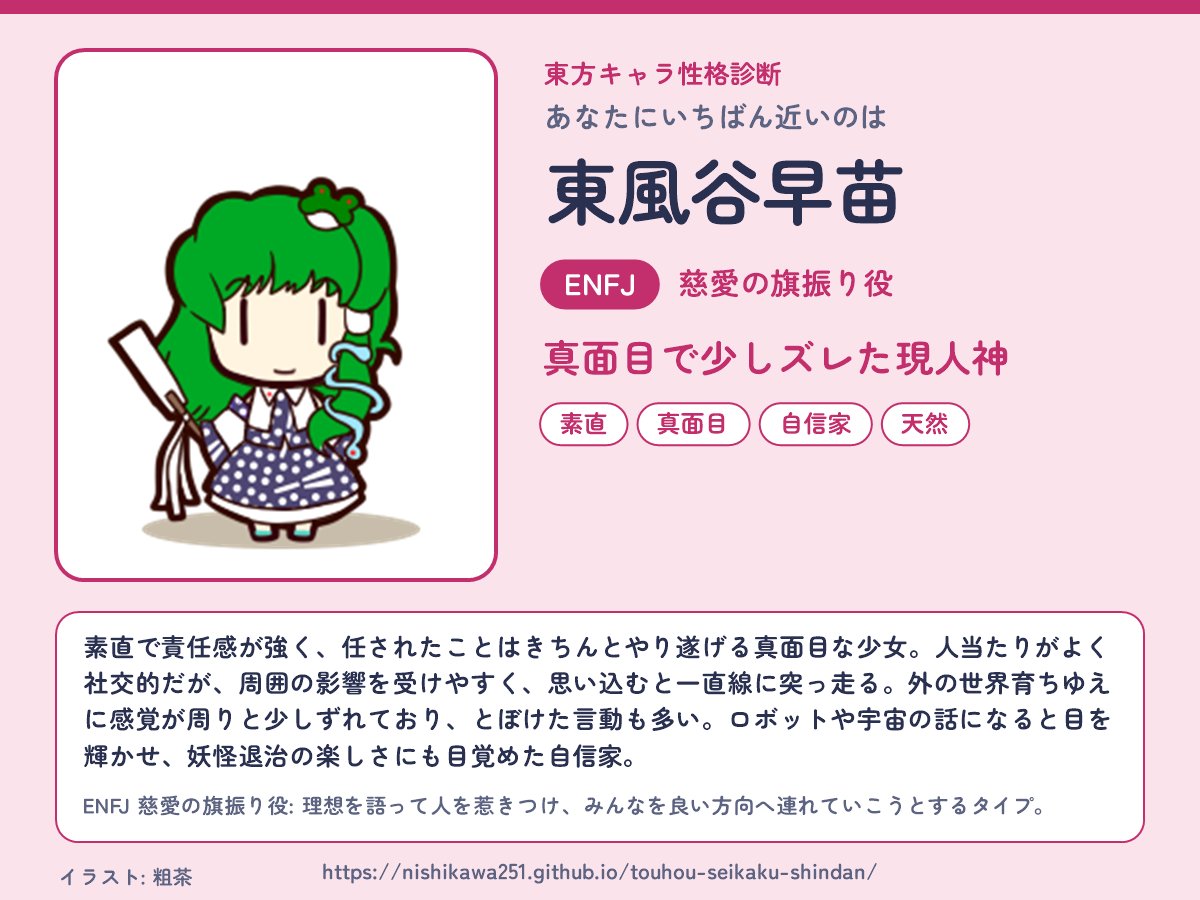 東方キャラ性格診断
あなたにいちばん近いのは
東風谷早苗
ENFJ 慈愛の旗振り役
真面目で少しズレた現人神
素直 真面目 自信家 天然
素直で責任感が強く、任されたことはきちんとやり遂げる真面目な少女。人当たりがよく
社交的だが、周囲の影響を受けやすく、思い込むと一直線に突っ走る。外の世界育ちゆえ
に感覚が周りと少しずれており、とぼけた言動も多い。ロボットや宇宙の話になると目を
輝かせ、妖怪退治の楽しさにも目覚めた自信家。
ENFJ 慈愛の旗振り役: 理想を語って人を惹きつけ、みんなを良い方向へ連れていこうとするタイプ。
イラスト: 粗茶
https://nishikawa251.github.io/touhou-seikaku-shindan/